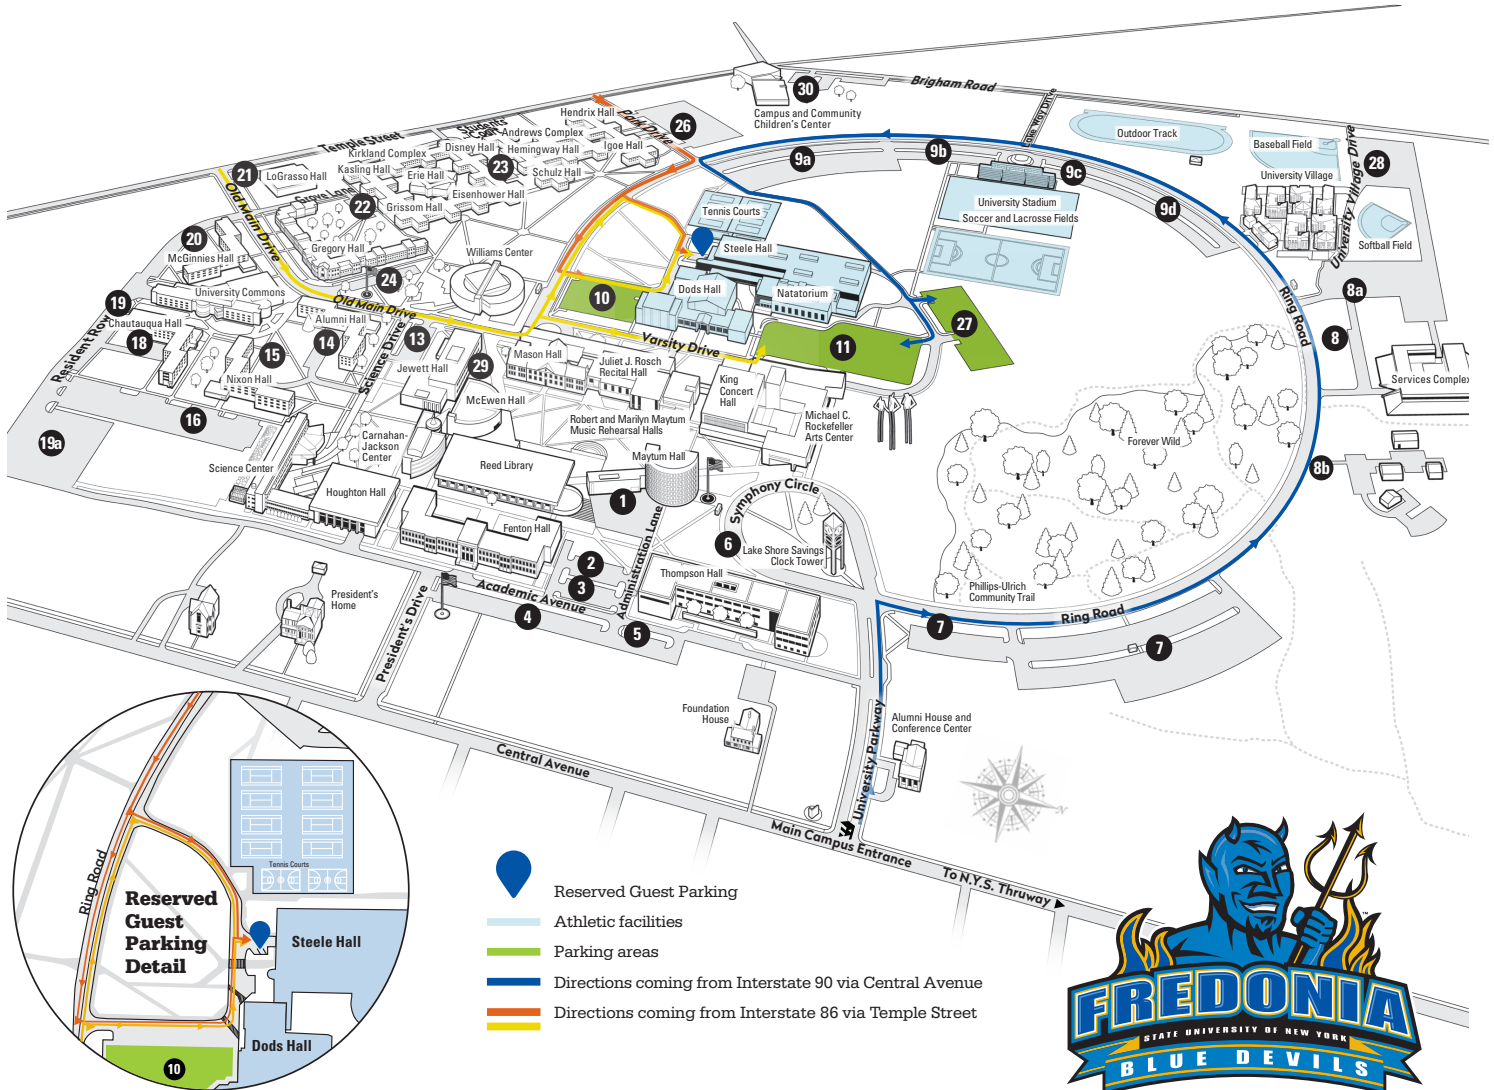 30
Brigham Road
Campus and Community
Children's Center
Hendrix Hall
Park Drive
26
Temple Street
Students'
Court
Andrews Complex
Disney Hall
Hemingway Hall
Igoe Hall
Kirkland Complex
Kasling Hall
23
Schulz Hall
Erie Hall
Eisenhower Hall
21
LoGrasso Hall
Grove Lane
22
Grissom Hall
Old Main Drive
Gregory Hall
Williams Center
20
McGinnies Hall
24
University Commons
Old Main Drive
19
Chautauqua Hall
18
Resident Row
Alumni Hall
15
14
Nixon Hall
Science Drive
13
Jewett Hall
29
16
19a
9a
9b
Lake Way Drive
9c
9d
Outdoor Track
Baseball Field
28
University Village
University Village Drive
Softball Field
University Stadium
Soccer and Lacrosse Fields
Tennis Courts
Steele Hall
Dods Hall
Natatorium
10
27
11
Varsity Drive
Ring Road
8a
8
Services Complex
8b
Mason Hall
Juliet J. Rosch
Recital Hall
King
Concert
Hall
McEwen Hall
Robert and Marilyn Maytum
Music Rehearsal Halls
Michael C.
Rockefeller
Arts Center
Carnahan-
Jackson
Center
Science Center
Reed Library
Maytum Hall
Houghton Hall
1
Symphony Circle
Fenton Hall
Administration Lane
6
Lake Shore Savings
Clock Tower
2
3
Thompson Hall
Academic Avenue
4
5
President's
Home
President's Drive
Forever Wild
Phillips-Ulrich
Community Trail
Ring Road
7
7
Foundation
House
University Parkway
Alumni House and
Conference Center
Central Avenue
Main Campus Entrance
To N.Y.S. Thruway
N
Ring Road
Tennis Courts
Reserved
Guest
Parking
Detail
Steele Hall
Dods Hall
10
Reserved Guest Parking
Athletic facilities
Parking areas
Directions coming from Interstate 90 via Central Avenue
Directions coming from Interstate 86 via Temple Street
TM
FREDONIA
STATE UNIVERSITY OF NEW YORK
BLUE DEVILS